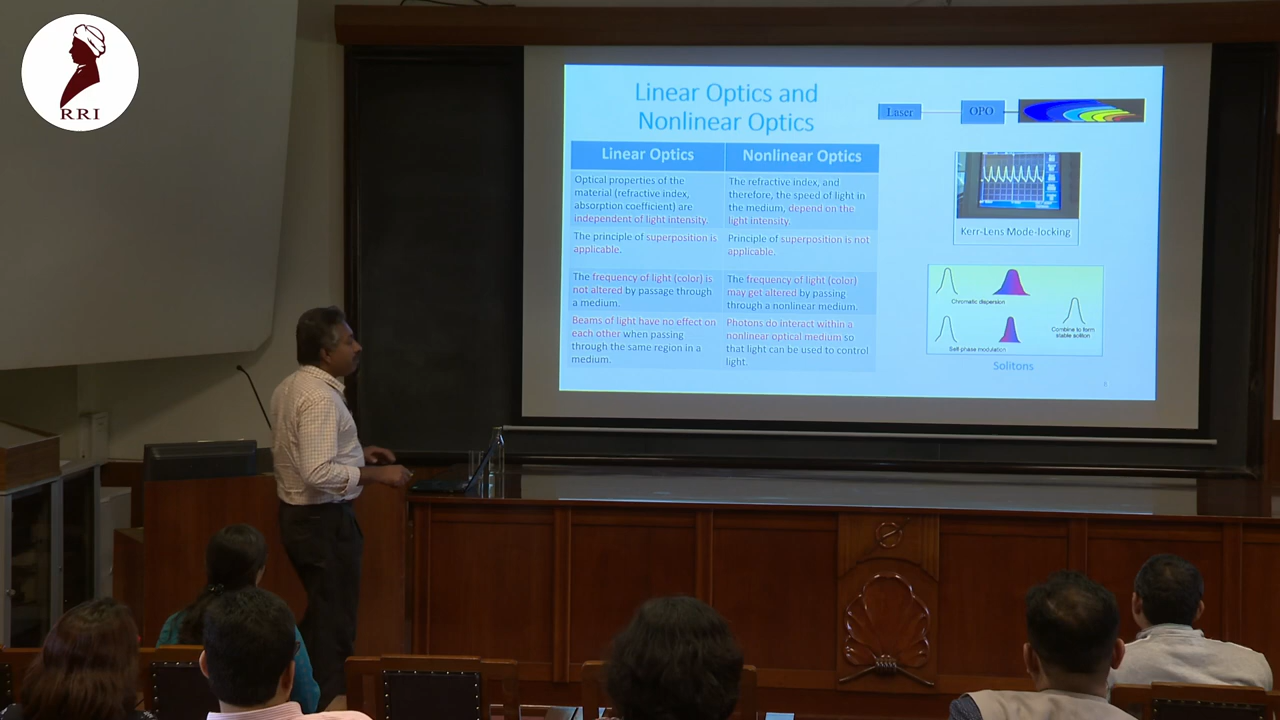 RRI
Linear Optics and
Nonlinear Optics
Linear Optics
Nonlinear Optics
Optical properties of the
material (refractive index,
absorption coefficient) are
independent of light intensity.
The refractive index, and
therefore, the speed of light in
the medium, depend on the
light intensity.
The principle of superposition is
applicable.
Principle of superposition is not
applicable.
The frequency of light (color) is
not altered by passage through
a medium.
The frequency of light (color)
may get altered by passing
through a nonlinear medium.
Beams of light have no effect on
each other when passing
through the same region in a
medium.
Photons do interact within a
nonlinear optical medium so
that light can be used to control
light.
Laser
OPO
Kerr-Lens Mode-locking
Chromatic dispersion
Self-phase modulation
Combine to form
stable soliton
Solitons